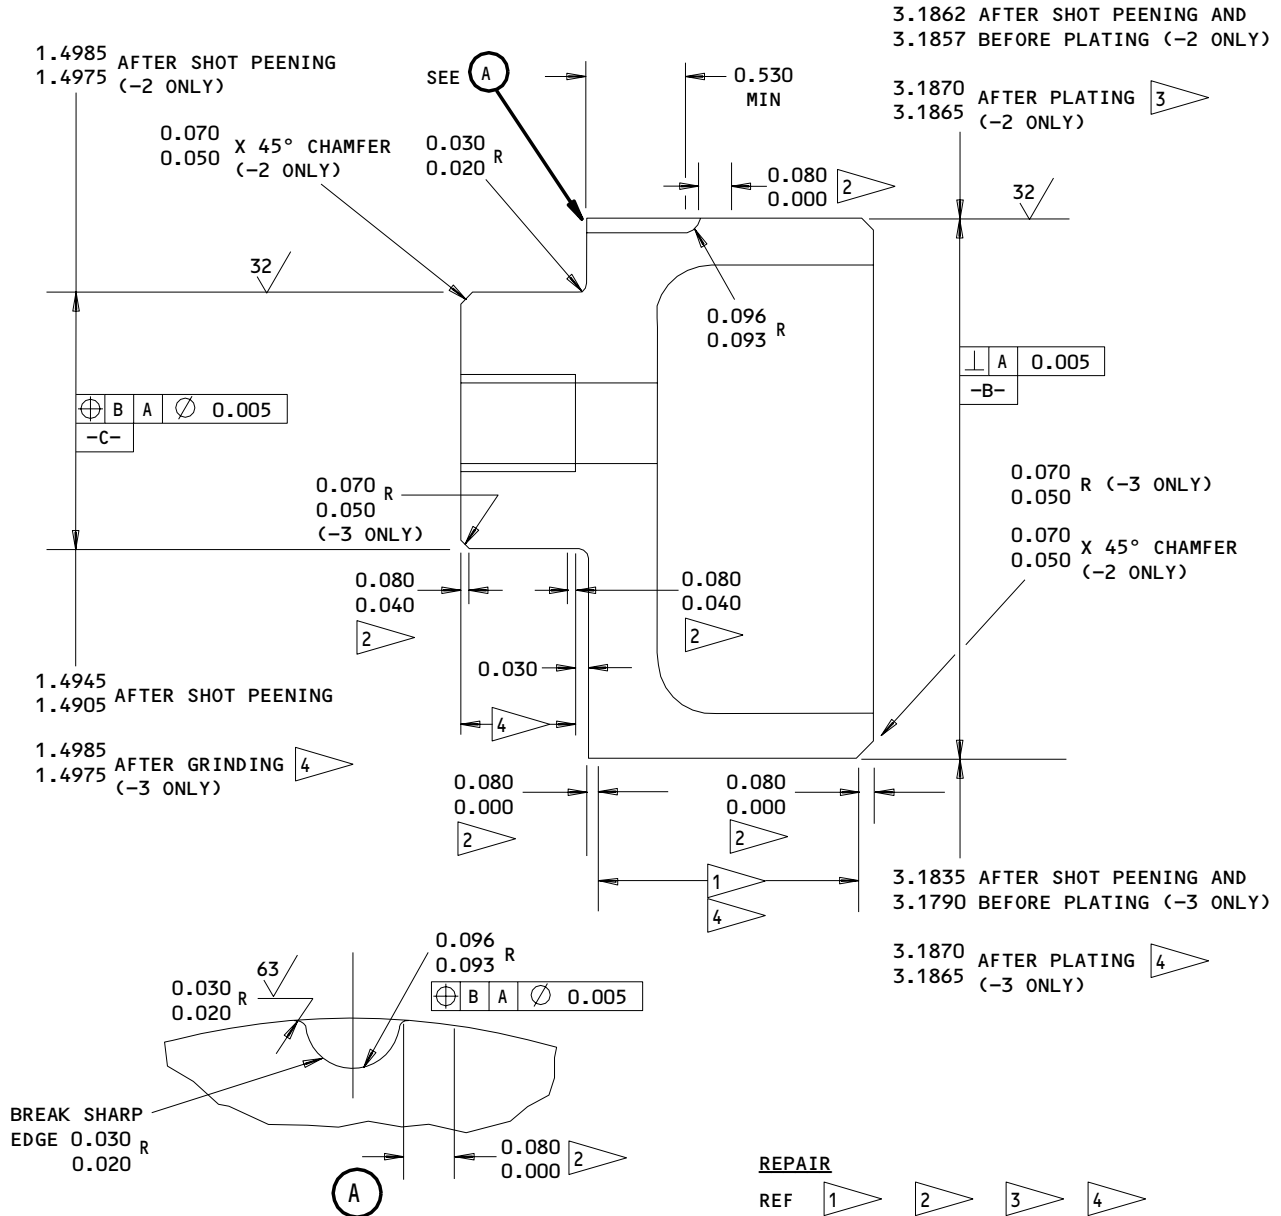 3.1862 AFTER SHOT PEENING AND
3.1857 BEFORE PLATING (-2 ONLY)
3.1870
3.1865 AFTER PLATING 3
(-2 ONLY)
1.4985
1.4975 AFTER SHOT PEENING
(-2 ONLY)
SEE A
0.530
MIN
0.070
0.050 X 45° CHAMFER
(-2 ONLY)
0.030
0.020 R
0.080
0.000 2
32
32
0.096
0.093 R
⊥ A 0.005
-B-
⌖ B A ∅ 0.005
-C-
0.070 R
0.050
(-3 ONLY)
0.070
0.050 R (-3 ONLY)
0.070
0.050 X 45° CHAMFER
(-2 ONLY)
0.080
0.040
2
0.080
0.040
2
0.030
4
1.4945
1.4905 AFTER SHOT PEENING
1.4985
1.4975 AFTER GRINDING 4
(-3 ONLY)
0.080
0.000
2
0.080
0.000
2
1
4
3.1835 AFTER SHOT PEENING AND
3.1790 BEFORE PLATING (-3 ONLY)
3.1870
3.1865 AFTER PLATING 4
(-3 ONLY)
0.096
0.093 R
⌖ B A ∅ 0.005
63
0.030
0.020 R
BREAK SHARP
EDGE 0.030
0.020 R
0.080
0.000 2
A
REPAIR
REF 1 2 3 4